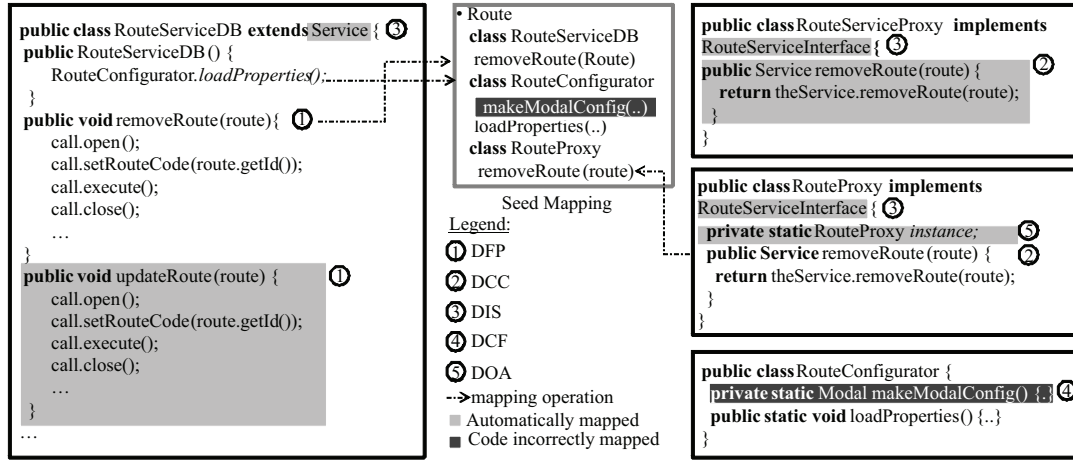 public class RouteServiceDB extends Service { ③
public RouteServiceDB () {
RouteConfigurator.loadProperties();
}
public void removeRoute (route){ ①
call.open();
call.setRouteCode(route.getId());
call.execute();
call.close();
…
}
public void updateRoute (route) { ①
call.open();
call.setRouteCode(route.getId());
call.execute();
call.close();
…
}
…
• Route
class RouteServiceDB
removeRoute (Route)
class RouteConfigurator
makeModalConfig(..)
loadProperties(..)
class RouteProxy
removeRoute (route)
Seed Mapping
Legend:
① DFP
② DCC
③ DIS
④ DCF
⑤ DOA
mapping operation
Automatically mapped
Code incorrectly mapped
public class RouteServiceProxy implements
RouteServiceInterface { ③
public Service removeRoute (route) { ②
return theService.removeRoute(route);
}
}
public class RouteProxy implements
RouteServiceInterface { ③
private static RouteProxy instance; ⑤
public Service removeRoute (route) { ②
return theService.removeRoute(route);
}
}
public class RouteConfigurator {
private static Modal makeModalConfig() {.} ④
public static void loadProperties() {..}
}